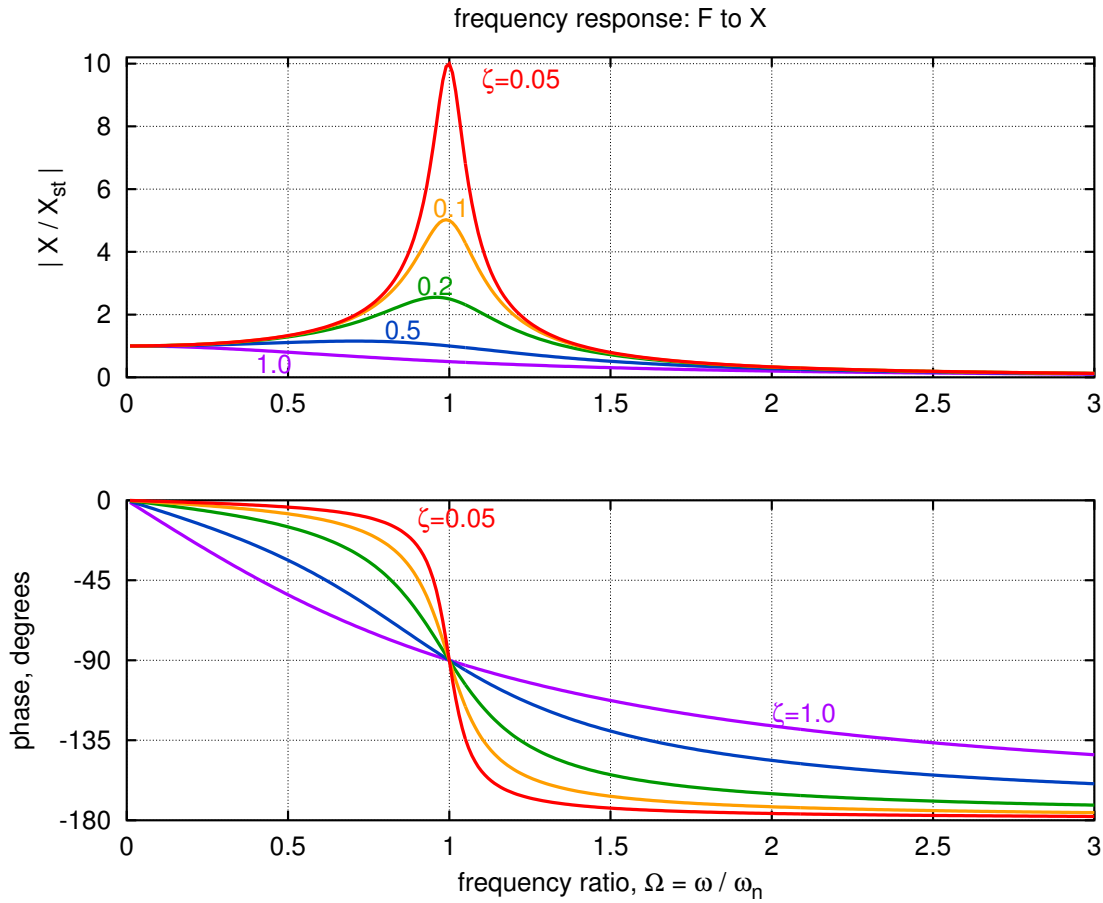 frequency response: F to X
10
8
6
4
2
0
| X / X_st |
ζ=0.05
0.1
0.2
0.5
1.0
0 0.5 1 1.5 2 2.5 3
0
-45
-90
-135
-180
phase, degrees
ζ=0.05
ζ=1.0
0 0.5 1 1.5 2 2.5 3
frequency ratio, Ω = ω / ω_n